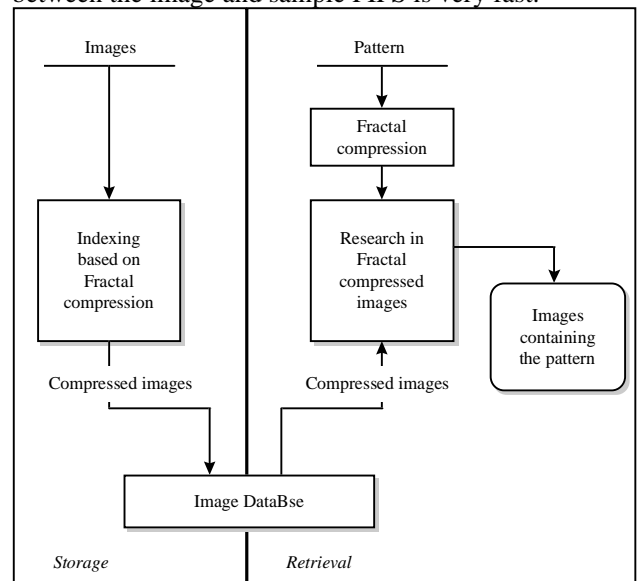 between the image and sample PIFS is very fast.
Images
Pattern
Fractal
compression
Indexing
based on
Fractal
compression
Research in
Fractal
compressed
images
Images
containing
the pattern
Compressed images
Compressed images
Image DataBse
Storage
Retrieval